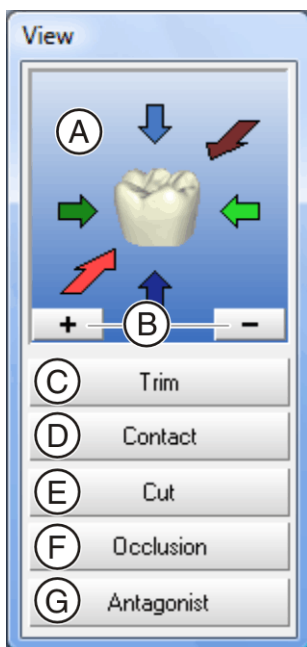 View
A
+ B -
C Trim
D Contact
E Cut
F Occlusion
G Antagonist